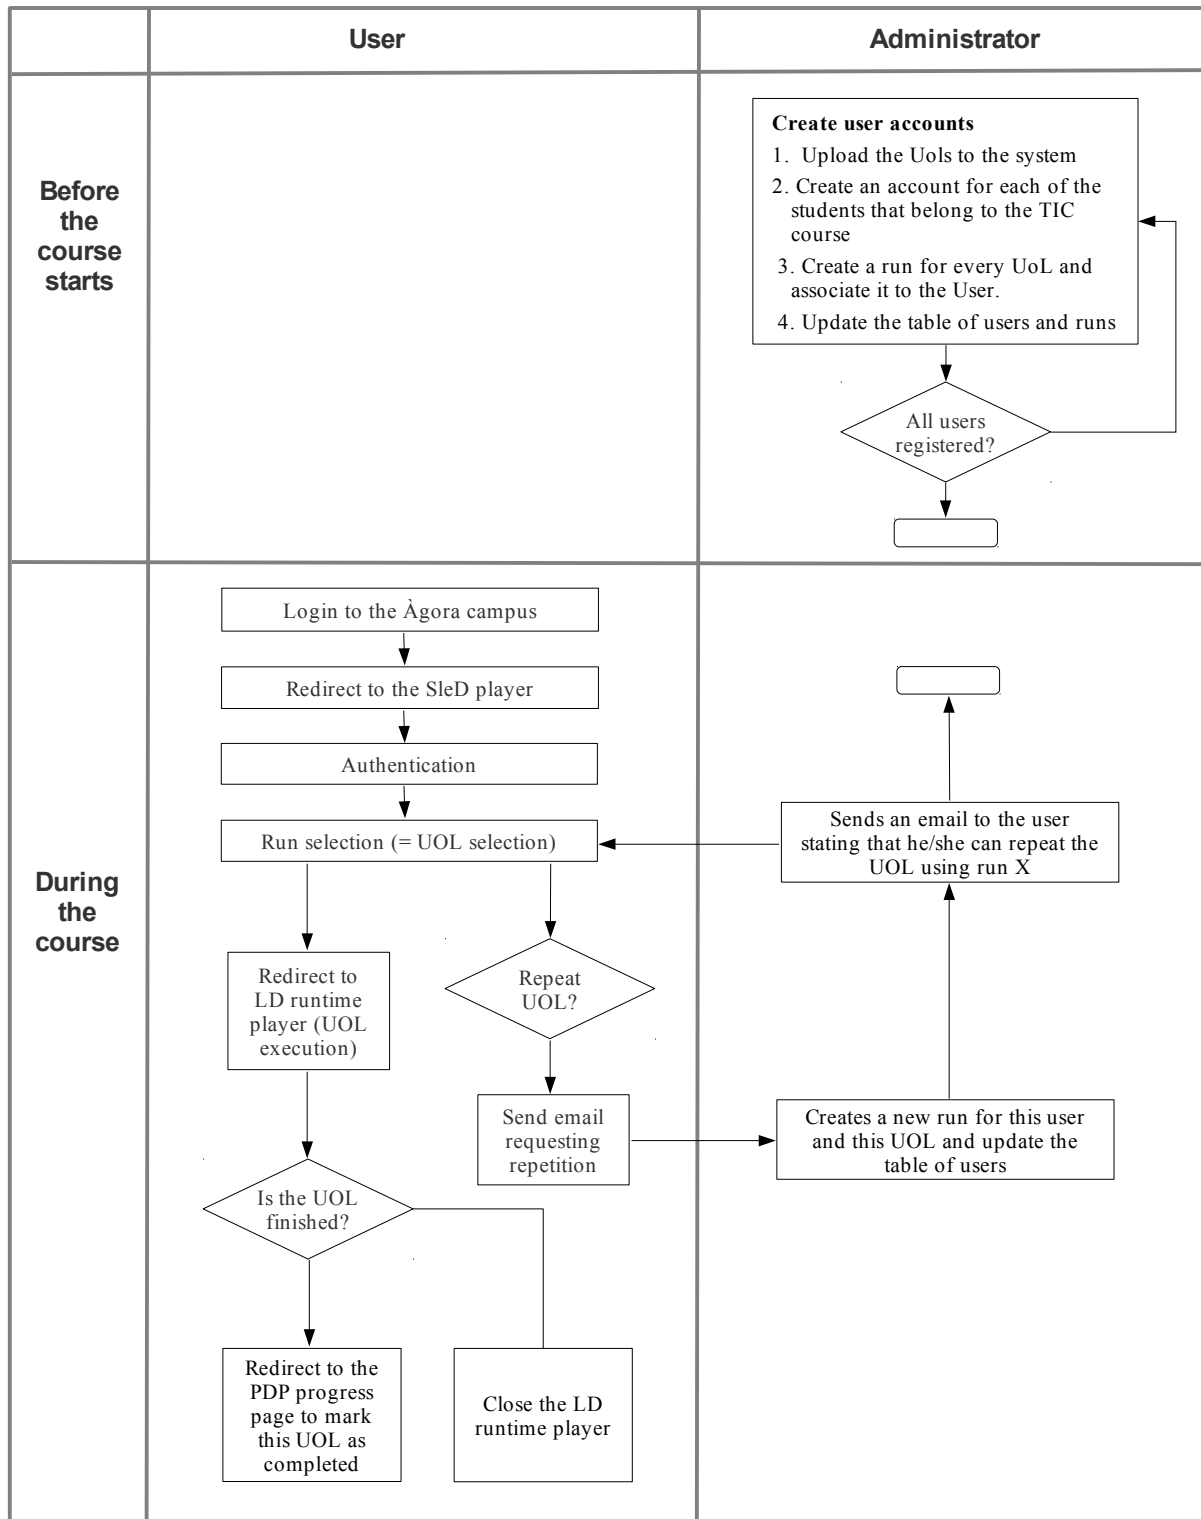 User
Administrator
Before
the
course
starts
Create user accounts
1. Upload the Uols to the system
2. Create an account for each of the
students that belong to the TIC
course
3. Create a run for every UoL and
associate it to the User.
4. Update the table of users and runs
All users
registered?
During
the
course
Login to the Àgora campus
Redirect to the SleD player
Authentication
Run selection (= UOL selection)
Sends an email to the user
stating that he/she can repeat the
UOL using run X
Redirect to
LD runtime
player (UOL
execution)
Repeat
UOL?
Send email
requesting
repetition
Creates a new run for this user
and this UOL and update the
table of users
Is the UOL
finished?
Redirect to the
PDP progress
page to mark
this UOL as
completed
Close the LD
runtime player